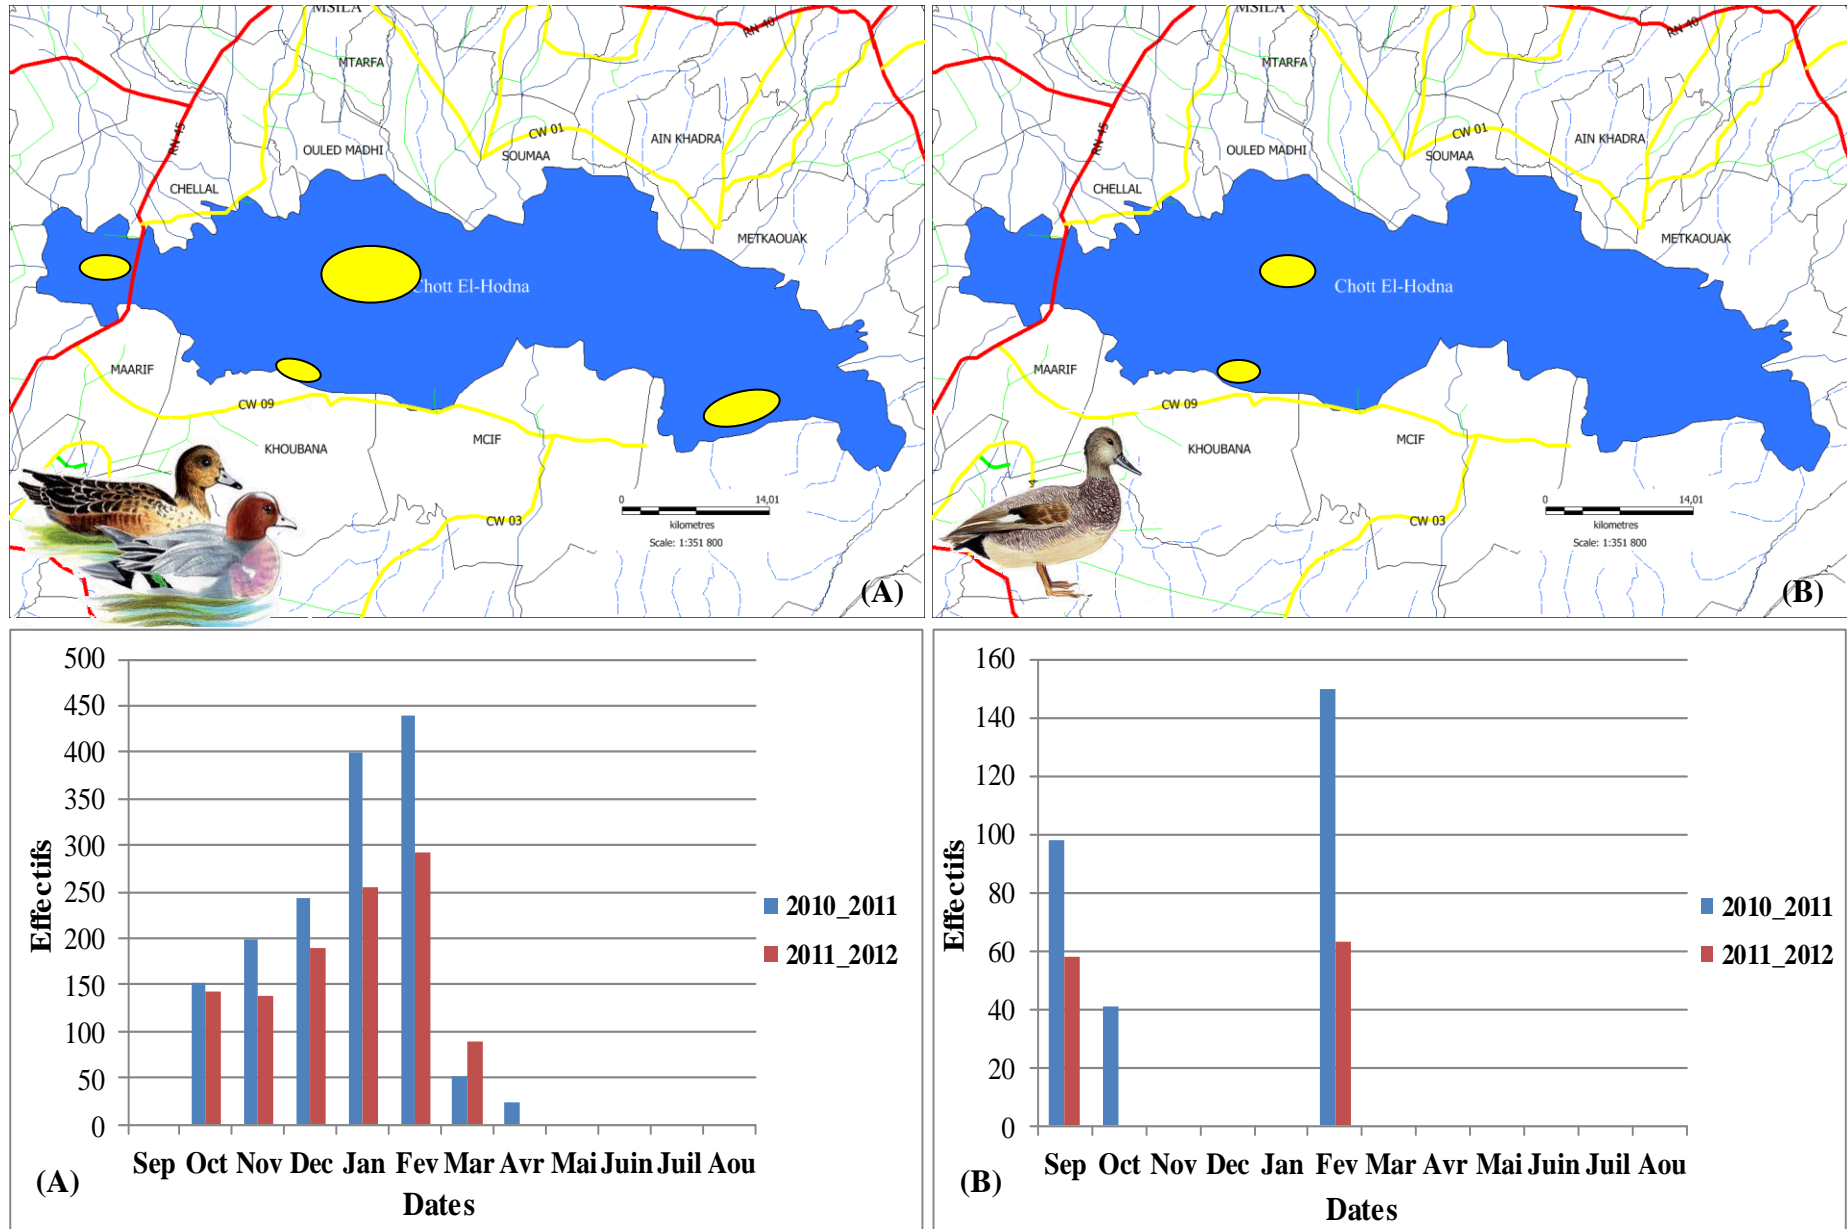 MSILA
RN 40
MTARFA
RN 45
CW 01
AIN KHADRA
OULED MADHI
SOUMAA
CHELLAL
METKAOUAK
Chott El-Hodna
MAARIF
CW 09
KHOUBANA
MCIF
CW 03
0 14,01
kilometres
Scale: 1:351 800
(A)
MSILA
RN 40
MTARFA
RN 45
CW 01
AIN KHADRA
OULED MADHI
SOUMAA
CHELLAL
METKAOUAK
Chott El-Hodna
MAARIF
CW 09
KHOUBANA
MCIF
CW 03
0 14,01
kilometres
Scale: 1:351 800
(B)
500
450
400
350
300
250
200
150
100
50
0
Effectifs
2010_2011
2011_2012
Sep Oct Nov Dec Jan Fev Mar Avr Mai Juin Juil Aou
(A)
Dates
160
140
120
100
80
60
40
20
0
Effectifs
2010_2011
2011_2012
Sep Oct Nov Dec Jan Fev Mar Avr Mai Juin Juil Aou
(B)
Dates